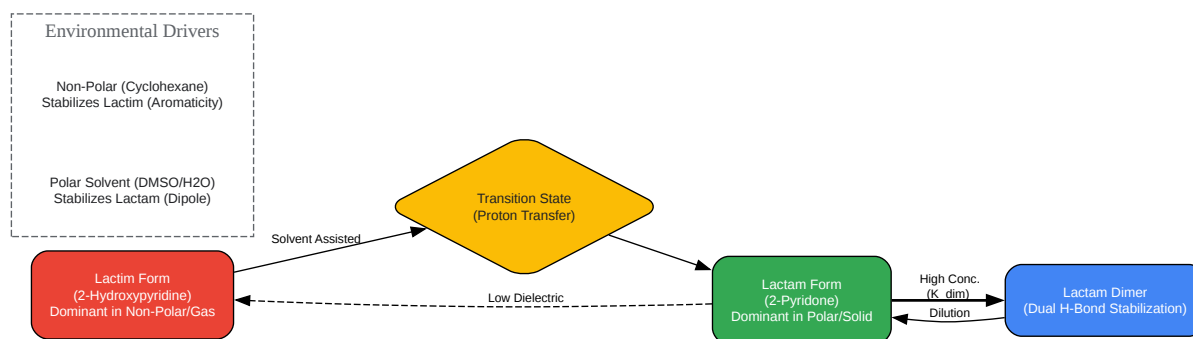 Environmental Drivers
Non-Polar (Cyclohexane)
Stabilizes Lactim (Aromaticity)
Polar Solvent (DMSO/H2O)
Stabilizes Lactam (Dipole)
Transition State
(Proton Transfer)
Solvent Assisted
Lactim Form
(2-Hydroxypyridine)
Dominant in Non-Polar/Gas
Low Dielectric
Lactam Form
(2-Pyridone)
Dominant in Polar/Solid
High Conc.
(K_dim)
Dilution
Lactam Dimer
(Dual H-Bond Stabilization)